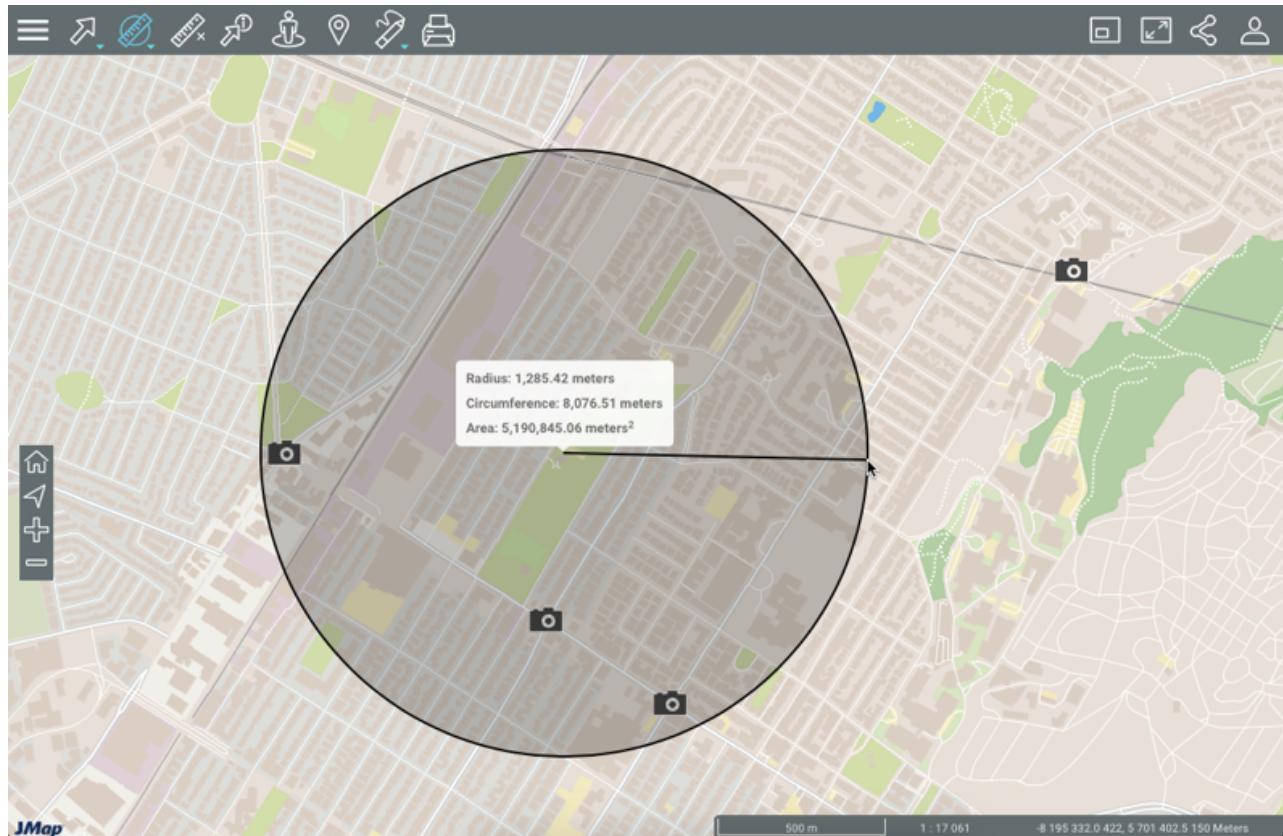 Radius: 1,285.42 meters
Circumference: 8,076.51 meters
Area: 5,190,845.06 meters²
JMap
500 m
1 : 17 061
-8 195 332.0 422, 5 701 402.5 150 Meters